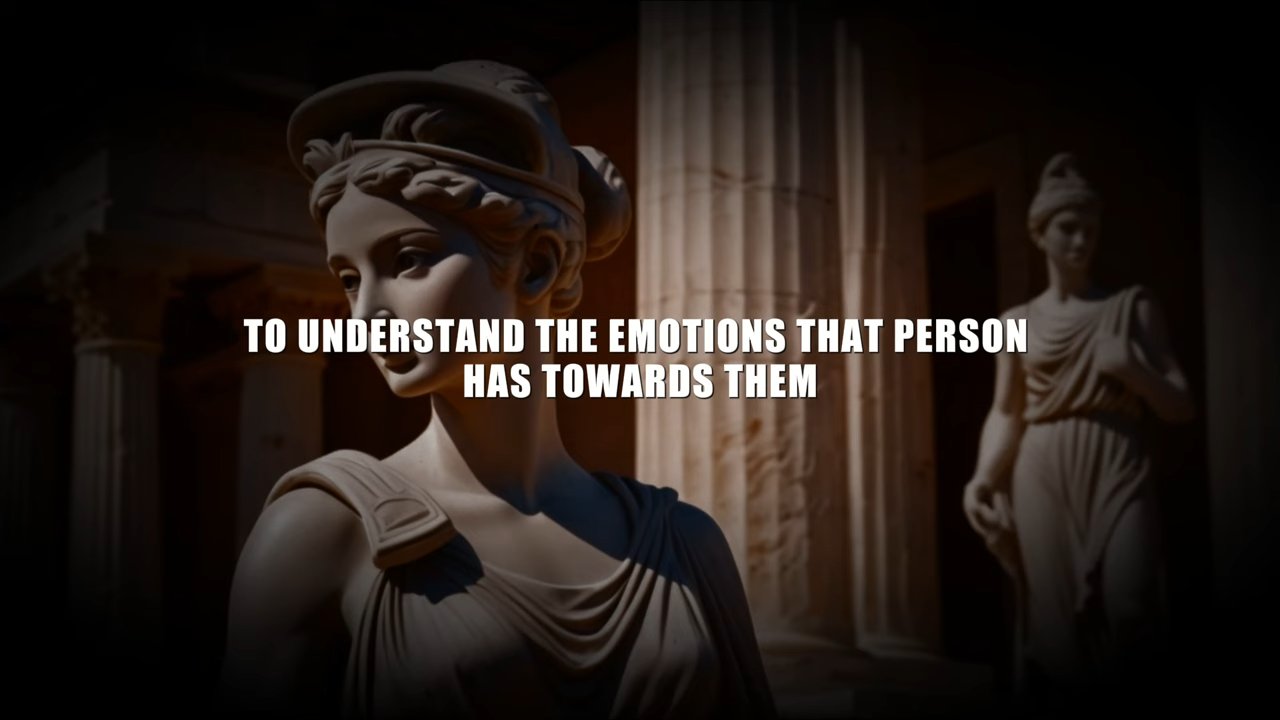 TO UNDERSTAND THE EMOTIONS THAT PERSON
HAS TOWARDS THEM